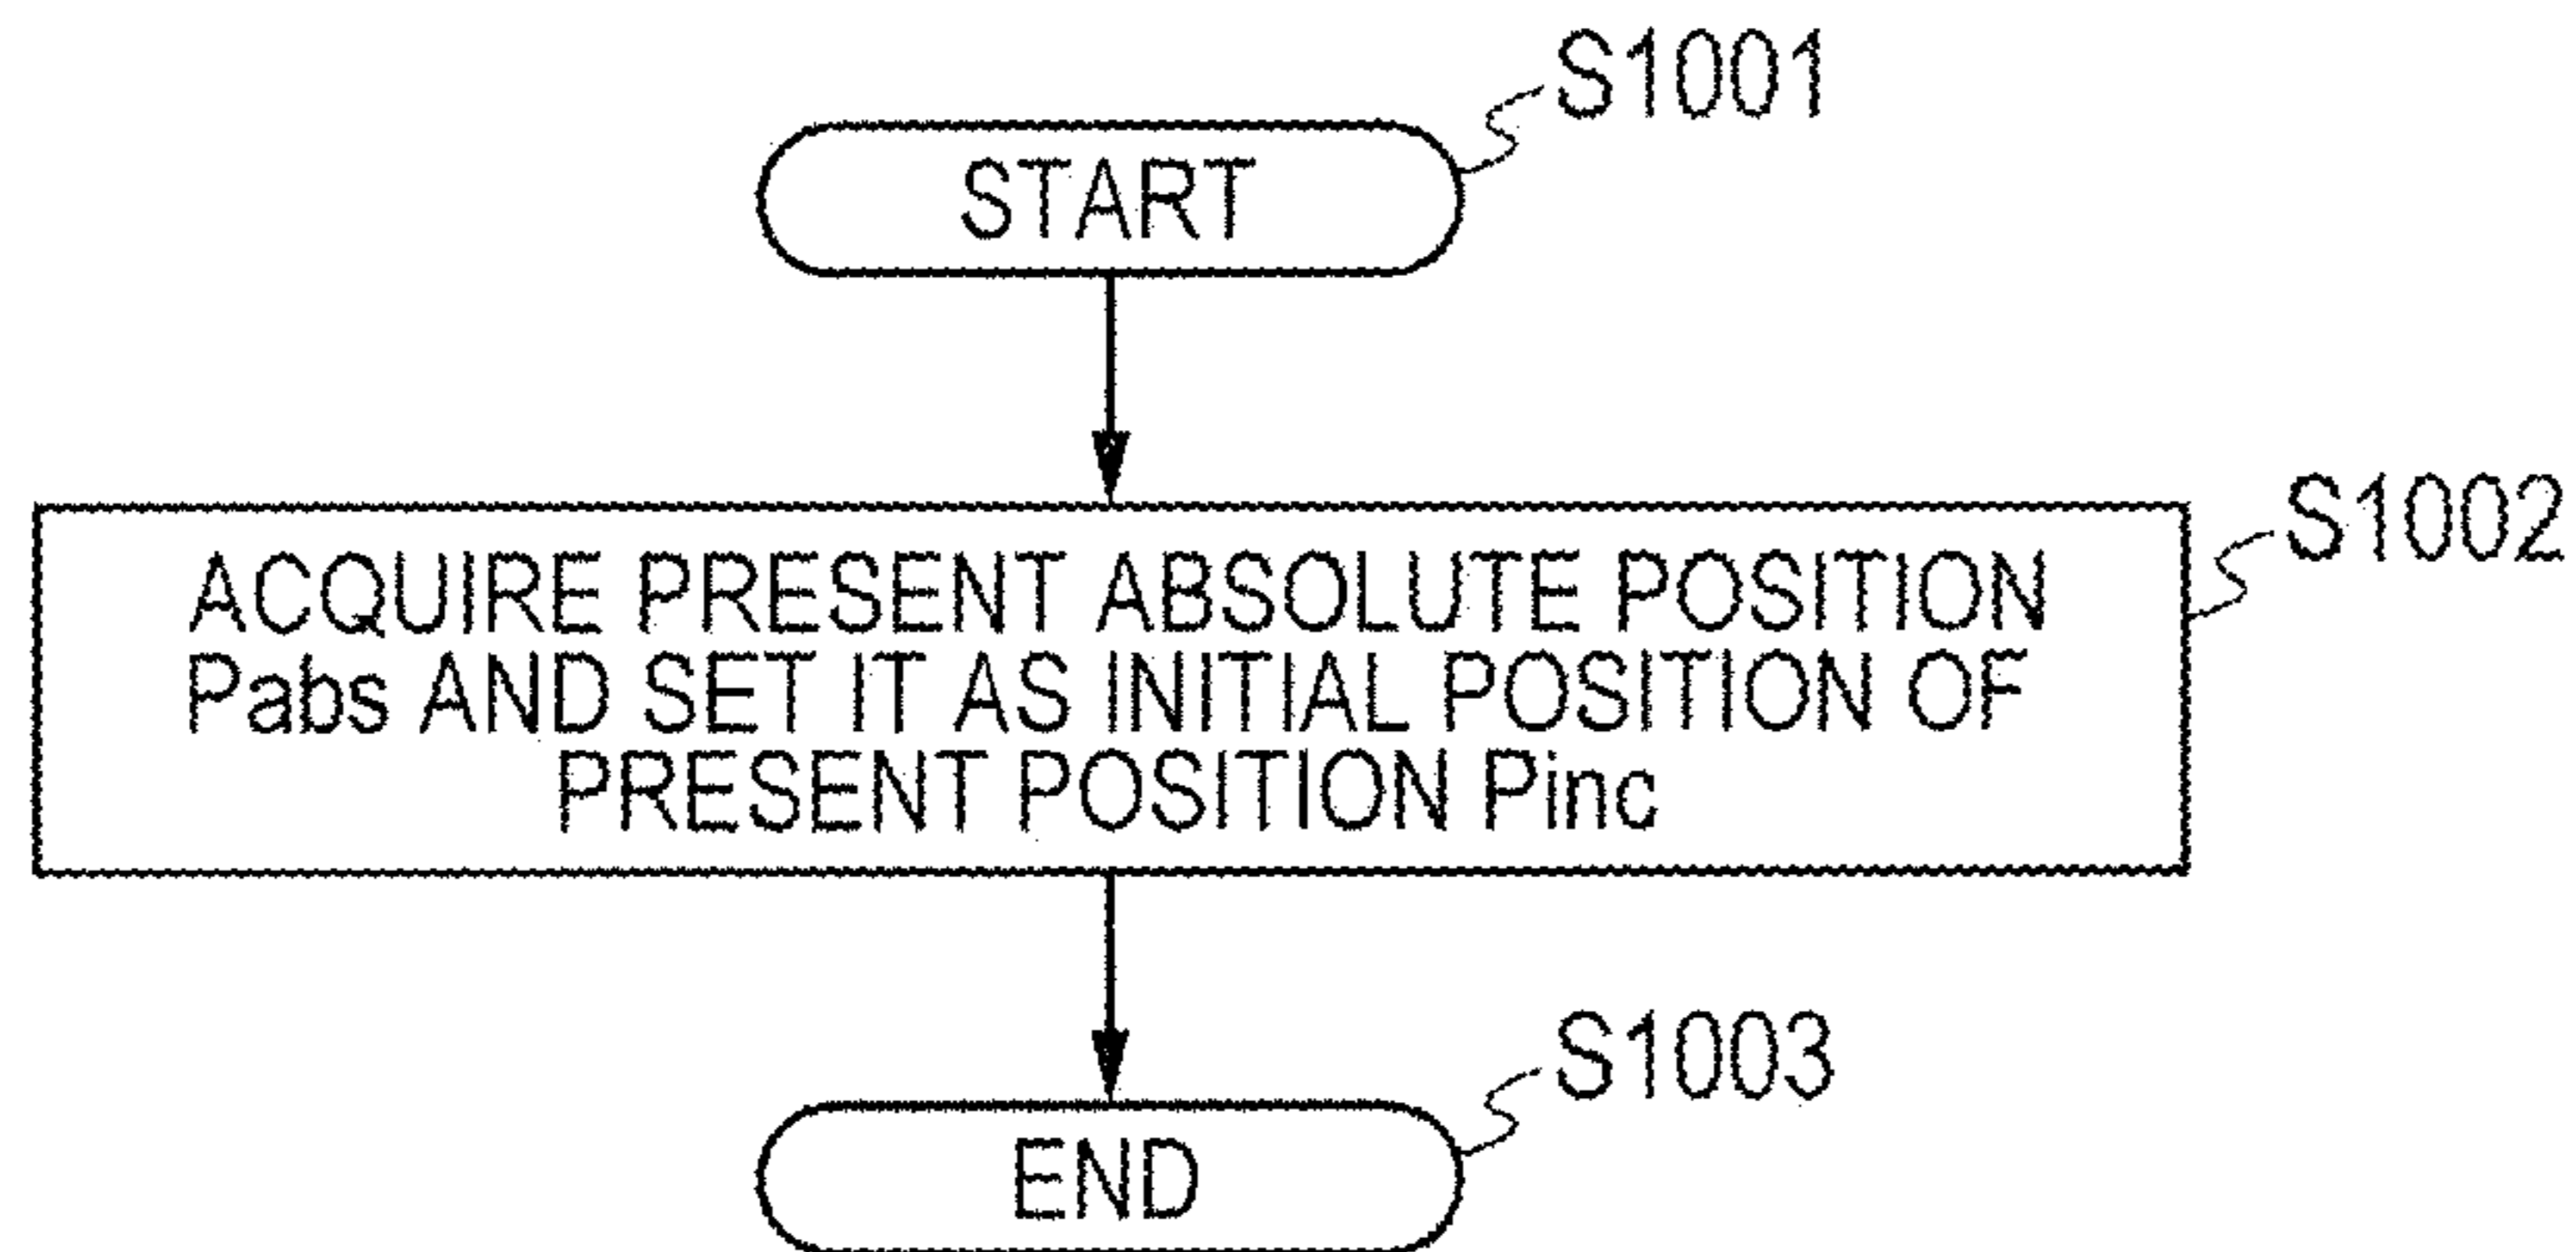 S1001
START
S1002
ACQUIRE PRESENT ABSOLUTE POSITION
Pabs AND SET IT AS INITIAL POSITION OF
PRESENT POSITION Pinc
S1003
END